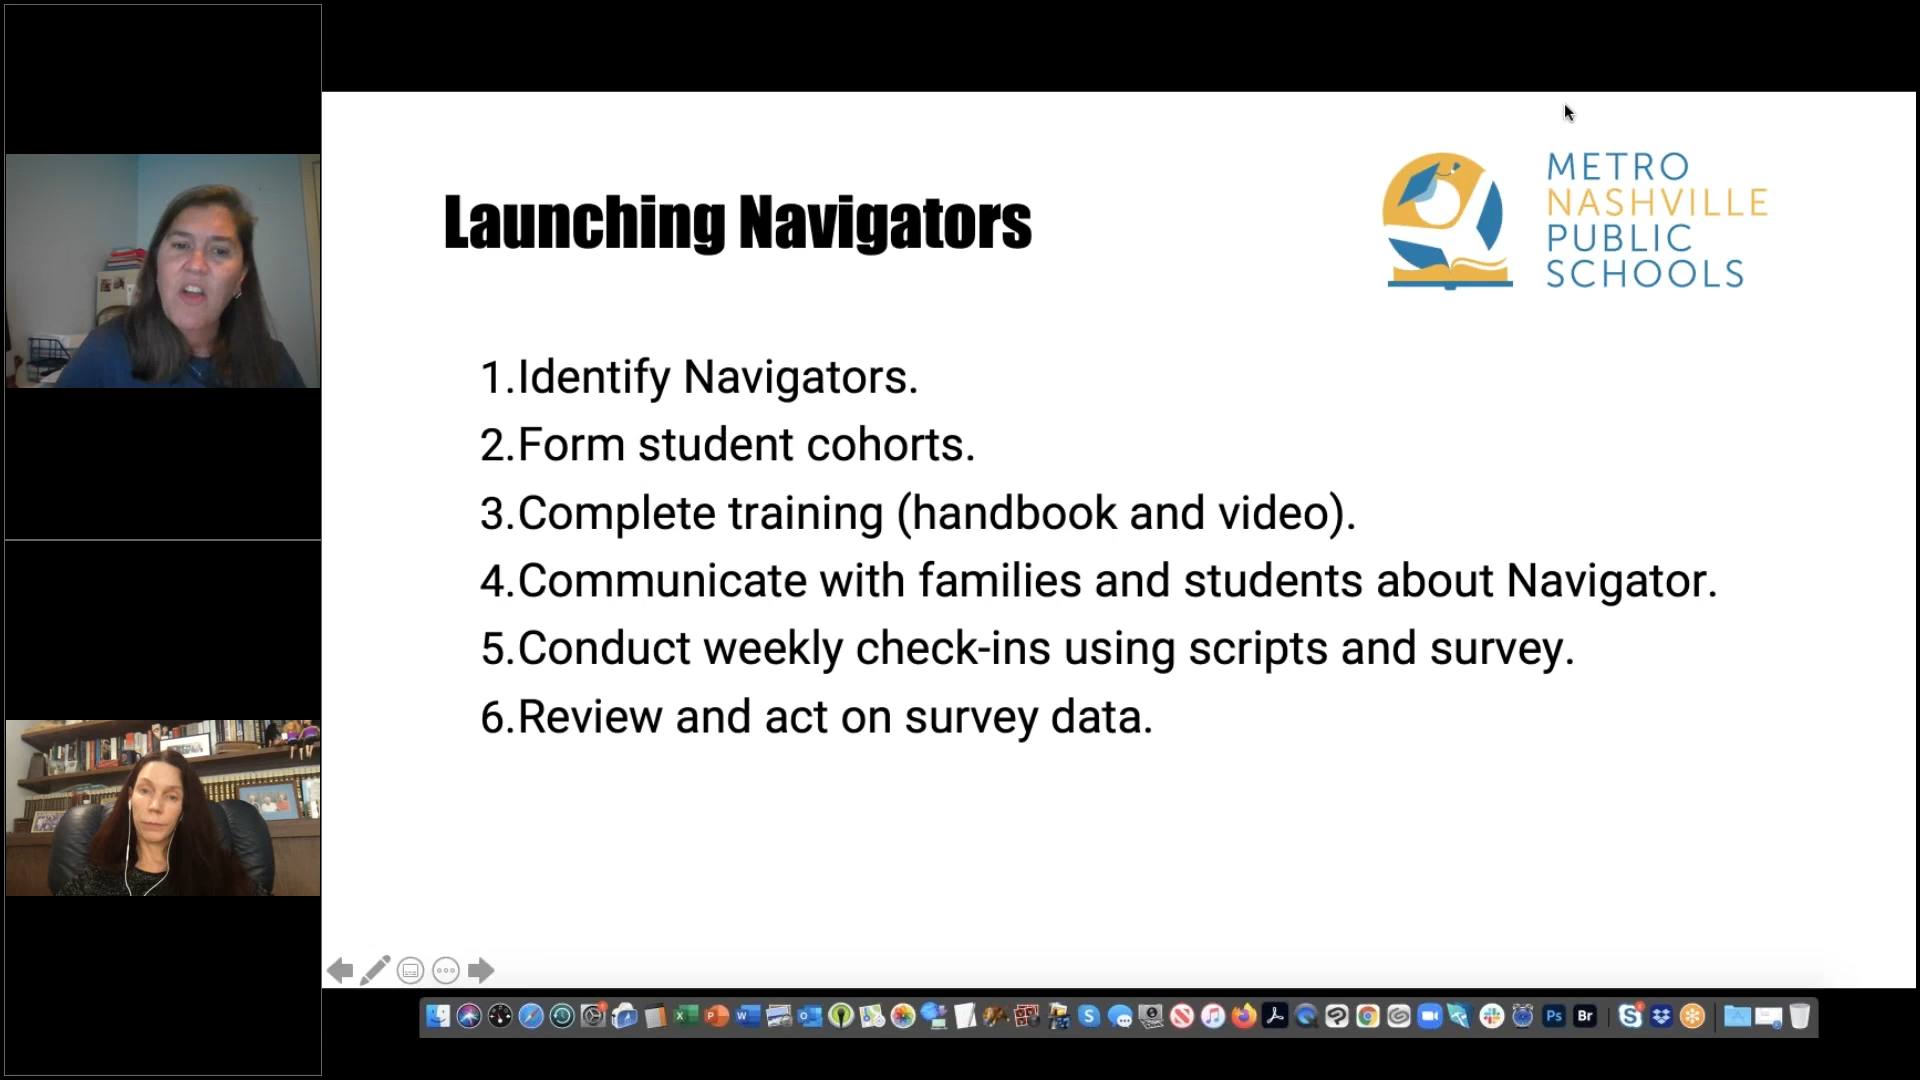 Launching Navigators
METRO
NASHVILLE
PUBLIC
SCHOOLS
1.Identify Navigators.
2.Form student cohorts.
3.Complete training (handbook and video).
4.Communicate with families and students about Navigator.
5.Conduct weekly check-ins using scripts and survey.
6.Review and act on survey data.
Ps
Br